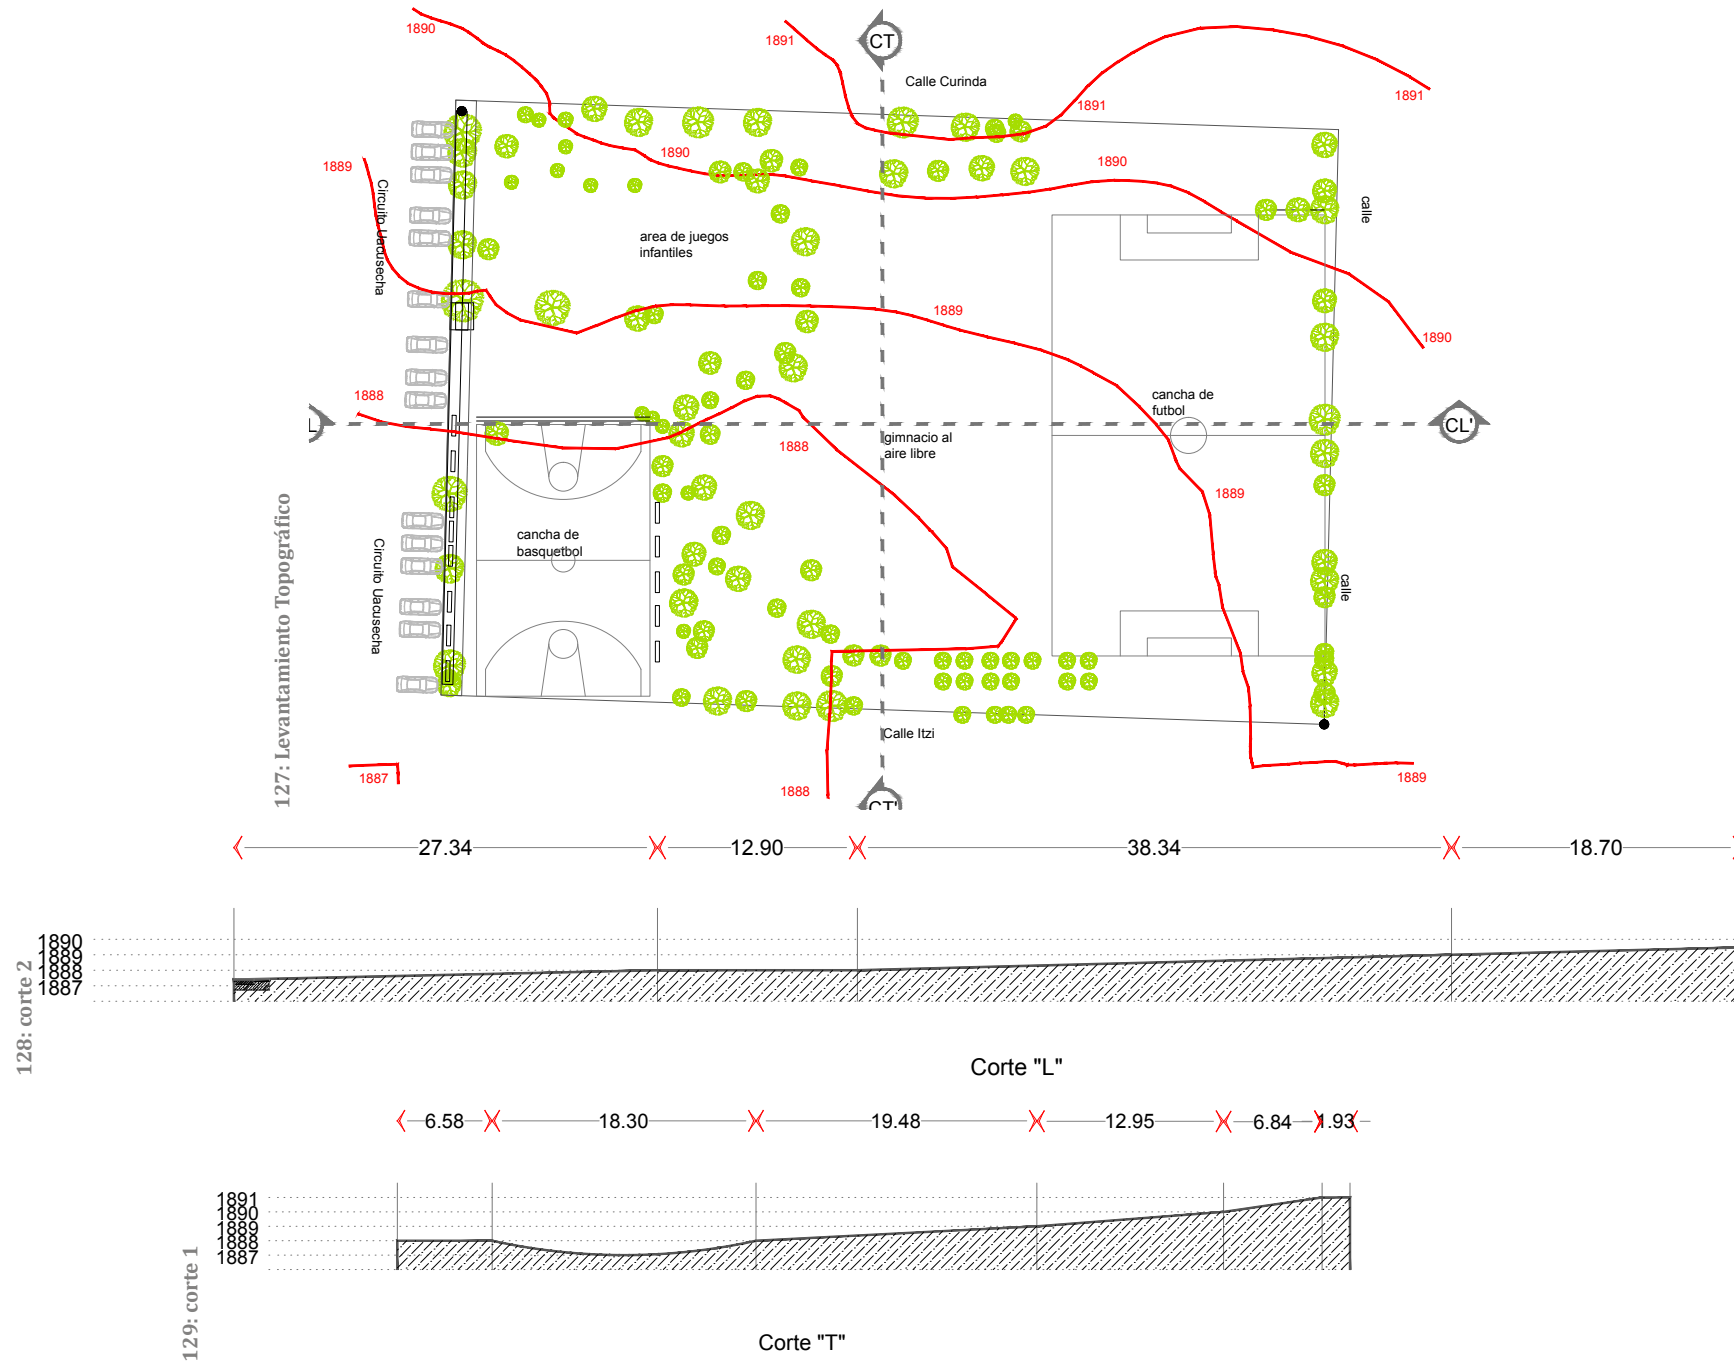 1890
1891
CT
Calle Curinda
1891
1891
1889
1890
1890
Circuito Uacusecha
calle
area de juegos
infantiles
1889
1890
1888
cancha de
futbol
CL'
1888
gimnacio al
aire libre
1889
cancha de
basquetbol
Circuito Uacusecha
calle
127: Levantamiento Topográfico
Calle Itzi
1887
1888
1889
CT'
27.34
12.90
38.34
18.70
1890
1889
1888
1887
128: corte 2
Corte "L"
6.58
18.30
19.48
12.95
6.84
1.93
1891
1890
1889
1888
1887
129: corte 1
Corte "T"